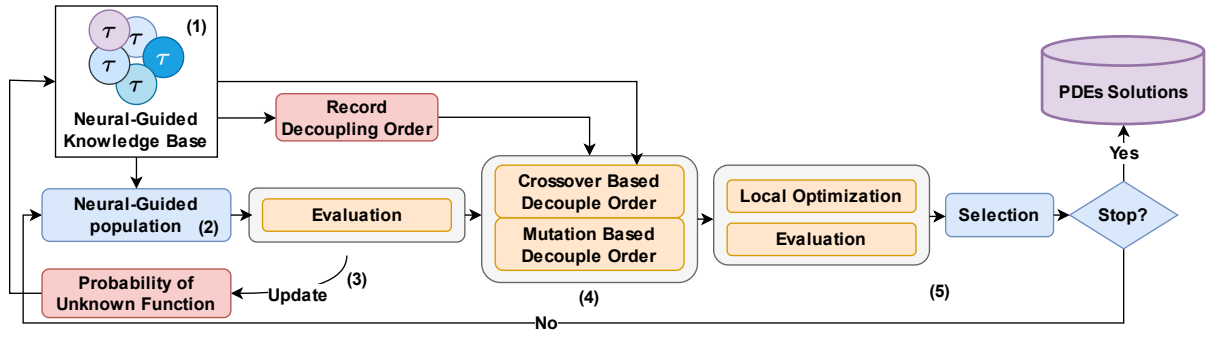 τ
τ
(1)
τ
τ
τ
Neural-Guided
Knowledge Base
Record
Decoupling Order
PDEs Solutions
Yes
Neural-Guided
population
(2)
Evaluation
Crossover Based
Decouple Order
Mutation Based
Decouple Order
Local Optimization
Evaluation
Selection
Stop?
Probability of
Unknown Function
Update
(3)
(4)
(5)
No